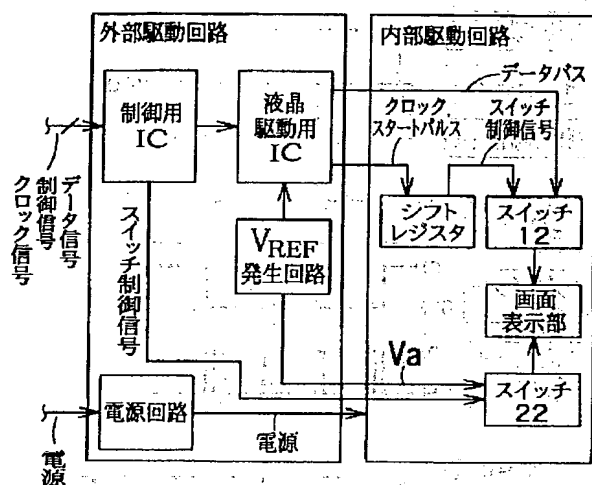 外部駆動回路
内部駆動回路
データバス
制御用
IC
液晶
駆動用
IC
クロック
スタートパルス
スイッチ
制御信号
データ信号
制御信号
クロック信号
スイッチ制御信号
VREF
発生回路
シフト
レジスタ
スイッチ
12
画面
表示部
Va
スイッチ
22
電源回路
電源
電源